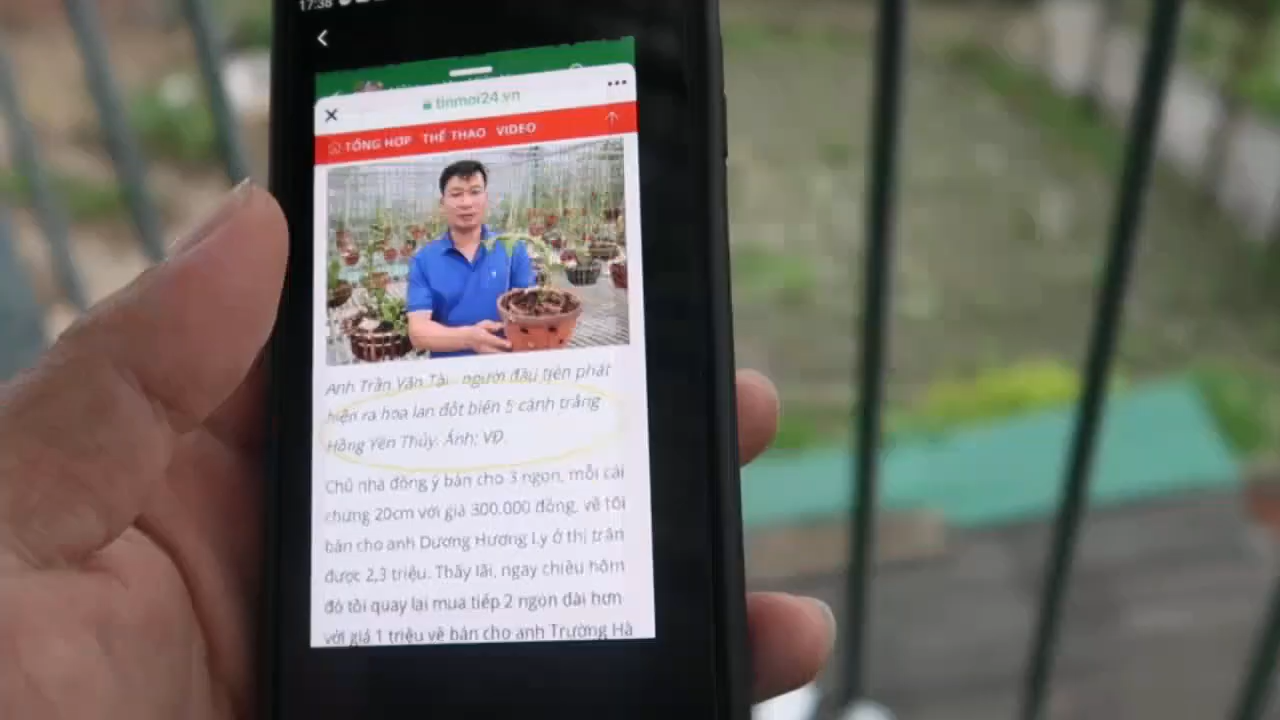 17:38
tinmoi24.vn
TỔNG HỢP THỂ THAO VIDEO
Anh Trần Văn Tài, người đầu tiên phát
hiện ra hoa lan đột biến 5 cánh trắng
Hồng Yên Thủy. Ảnh: VD.
Chủ nhà đồng ý bán cho 3 ngọn, mỗi cái
chừng 20cm với giá 300.000 đồng, về tôi
bán cho anh Dương Hương Ly ở thị trấn
được 2,3 triệu. Thấy lãi, ngay chiều hôm
đó tôi quay lại mua tiếp 2 ngọn dài hơn
với giá 1 triệu về bán cho anh Trường Hà